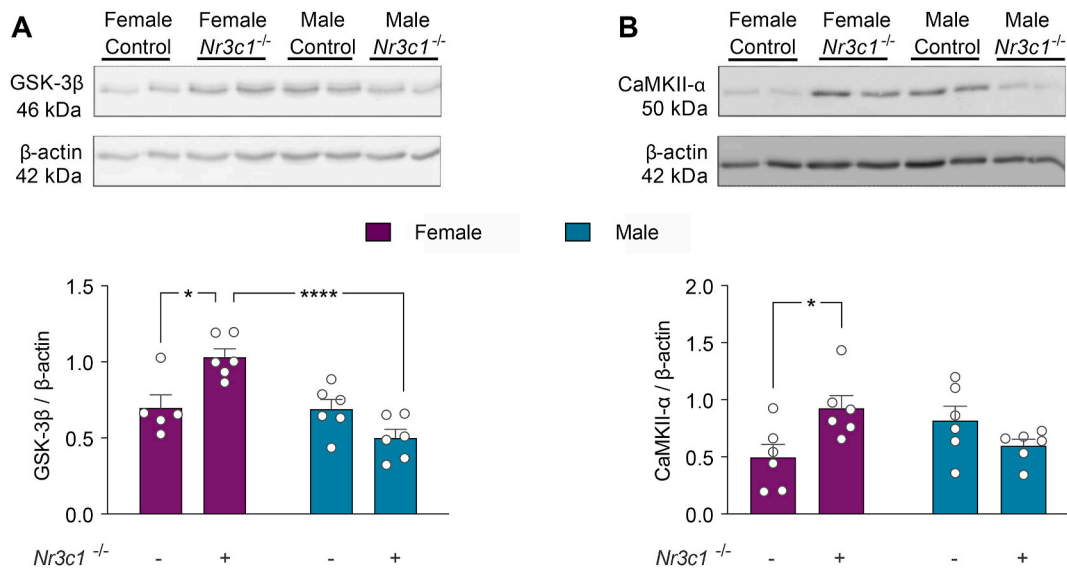 A
Female Female Male Male
Control Nr3c1-/- Control Nr3c1-/-
GSK-3β
46 kDa
β-actin
42 kDa
B
Female Female Male Male
Control Nr3c1-/- Control Nr3c1-/-
CaMKII-α
50 kDa
β-actin
42 kDa
Female Male
GSK-3β / β-actin
1.5
1.0
0.5
0.0
* ****
Nr3c1 -/- - + - +
CaMKII-α / β-actin
2.0
1.5
1.0
0.5
0.0
*
Nr3c1 -/- - + - +